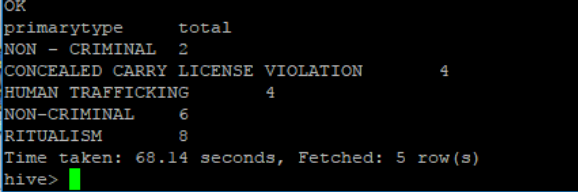 OK
primarytype total
NON - CRIMINAL 2
CONCEALED CARRY LICENSE VIOLATION 4
HUMAN TRAFFICKING 4
NON-CRIMINAL 6
RITUALISM 8
Time taken: 68.14 seconds, Fetched: 5 row(s)
hive>